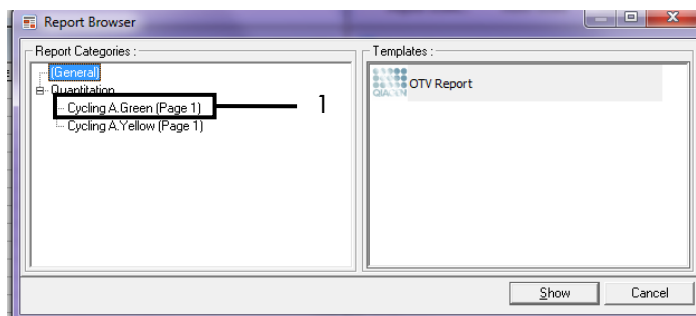 Report Browser
Report Categories :
(General)
Quantitation
Cycling A.Green (Page 1)
1
Cycling A.Yellow (Page 1)
Templates :
QIAGEN
OTV Report
Show
Cancel